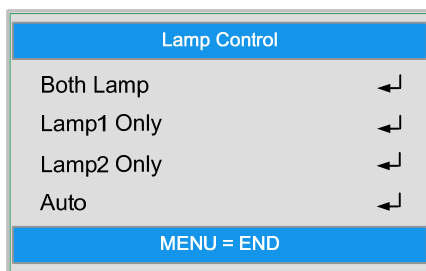 Lamp Control
Both Lamp
Lamp1 Only
Lamp2 Only
Auto
MENU = END